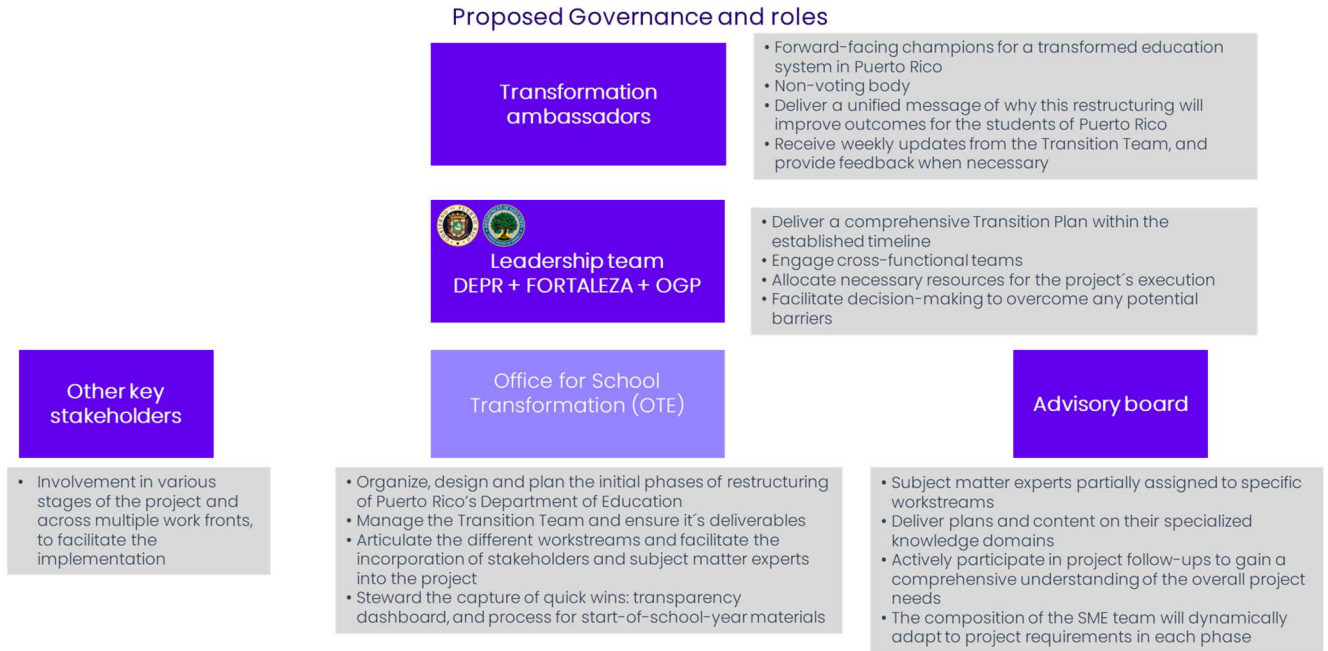 Proposed Governance and roles
Transformation
ambassadors
• Forward-facing champions for a transformed education
system in Puerto Rico
• Non-voting body
• Deliver a unified message of why this restructuring will
improve outcomes for the students of Puerto Rico
• Receive weekly updates from the Transition Team, and
provide feedback when necessary
Leadership team
DEPR + FORTALEZA + OGP
• Deliver a comprehensive Transition Plan within the
established timeline
• Engage cross-functional teams
• Allocate necessary resources for the project´s execution
• Facilitate decision-making to overcome any potential
barriers
Other key
stakeholders
• Involvement in various
stages of the project and
across multiple work fronts,
to facilitate the
implementation
Office for School
Transformation (OTE)
• Organize, design and plan the initial phases of restructuring
of Puerto Rico's Department of Education
• Manage the Transition Team and ensure it´s deliverables
• Articulate the different workstreams and facilitate the
incorporation of stakeholders and subject matter experts
into the project
• Steward the capture of quick wins: transparency
dashboard, and process for start-of-school-year materials
Advisory board
• Subject matter experts partially assigned to specific
workstreams
• Deliver plans and content on their specialized
knowledge domains
• Actively participate in project follow-ups to gain a
comprehensive understanding of the overall project
needs
• The composition of the SME team will dynamically
adapt to project requirements in each phase